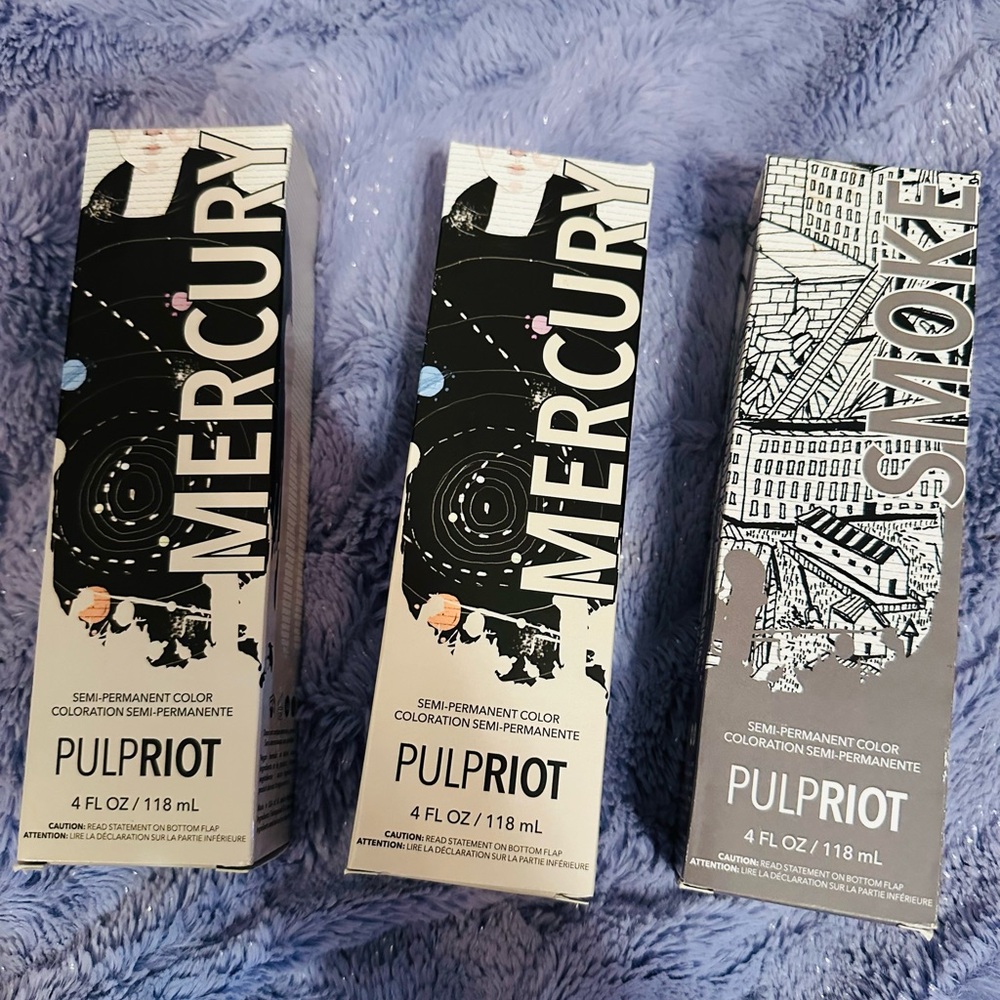 MERCURY
SEMI-PERMANENT COLOR
COLORATION SEMI-PERMANENTE
PULPRIOT
4 FL OZ / 118 mL
CAUTION: READ STATEMENT ON BOTTOM FLAP
ATTENTION: LIRE LA DÉCLARATION SUR LA PARTIE INFÉRIEURE
MERCURY
SEMI-PERMANENT COLOR
COLORATION SEMI-PERMANENTE
PULPRIOT
4 FL OZ / 118 mL
CAUTION: READ STATEMENT ON BOTTOM FLAP
ATTENTION: LIRE LA DÉCLARATION SUR LA PARTIE INFÉRIEURE
SMOKE
SEMI-PERMANENT COLOR
COLORATION SEMI-PERMANENTE
PULPRIOT
4 FL OZ / 118 mL
CAUTION: READ STATEMENT ON BOTTOM FLAP
ATTENTION: LIRE LA DÉCLARATION SUR LA PARTIE INFÉRIEURE